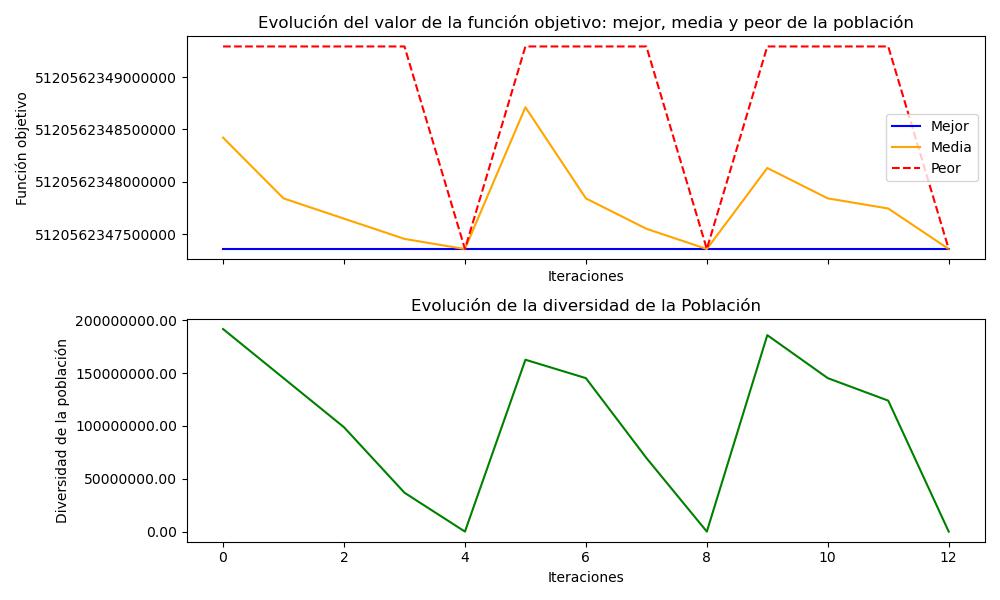 Evolución del valor de la función objetivo: mejor, media y peor de la población
Función objetivo
5120562349000000
5120562348500000
5120562348000000
5120562347500000
Mejor
Media
Peor
Iteraciones
Evolución de la diversidad de la Población
Diversidad de la población
200000000.00
150000000.00
100000000.00
50000000.00
0.00
0 2 4 6 8 10 12
Iteraciones